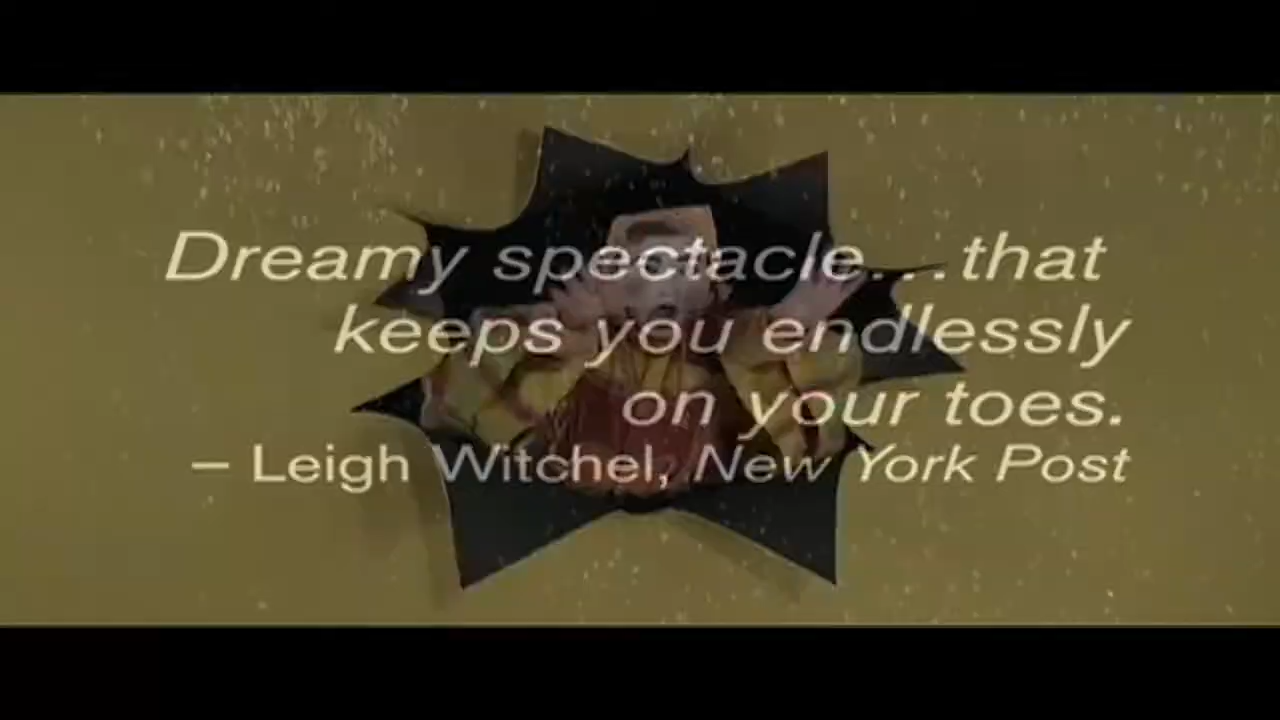 Dreamy spectacle...that
keeps you endlessly
on your toes.
– Leigh Witchel, New York Post